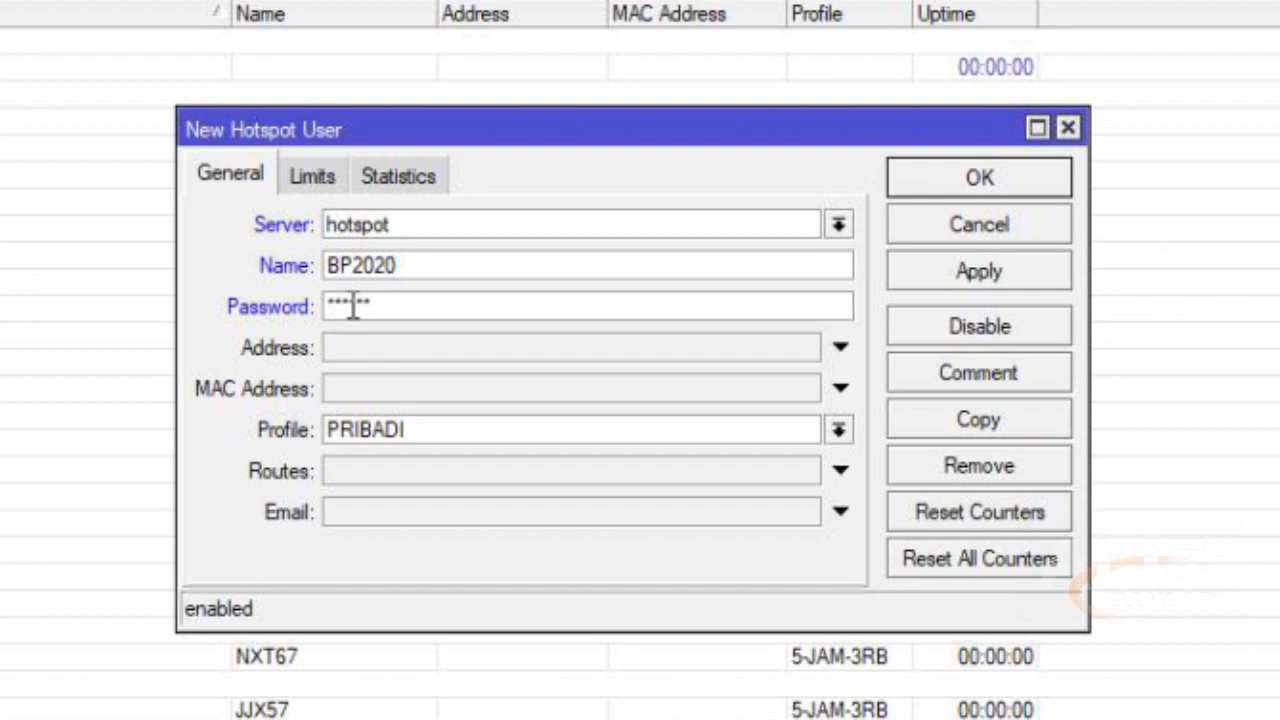 Name Address MAC Address Profile Uptime
00:00:00
New Hotspot User
General Limits Statistics
OK
Server: hotspot
Cancel
Name: BP2020
Apply
Password:
Address:
Disable
MAC Address:
Comment
Profile: PRIBADI
Copy
Routes:
Remove
Email:
Reset Counters
Reset All Counters
enabled
NXT67 5-JAM-3RB 00:00:00
JJX57 5-JAM-3RB 00:00:00